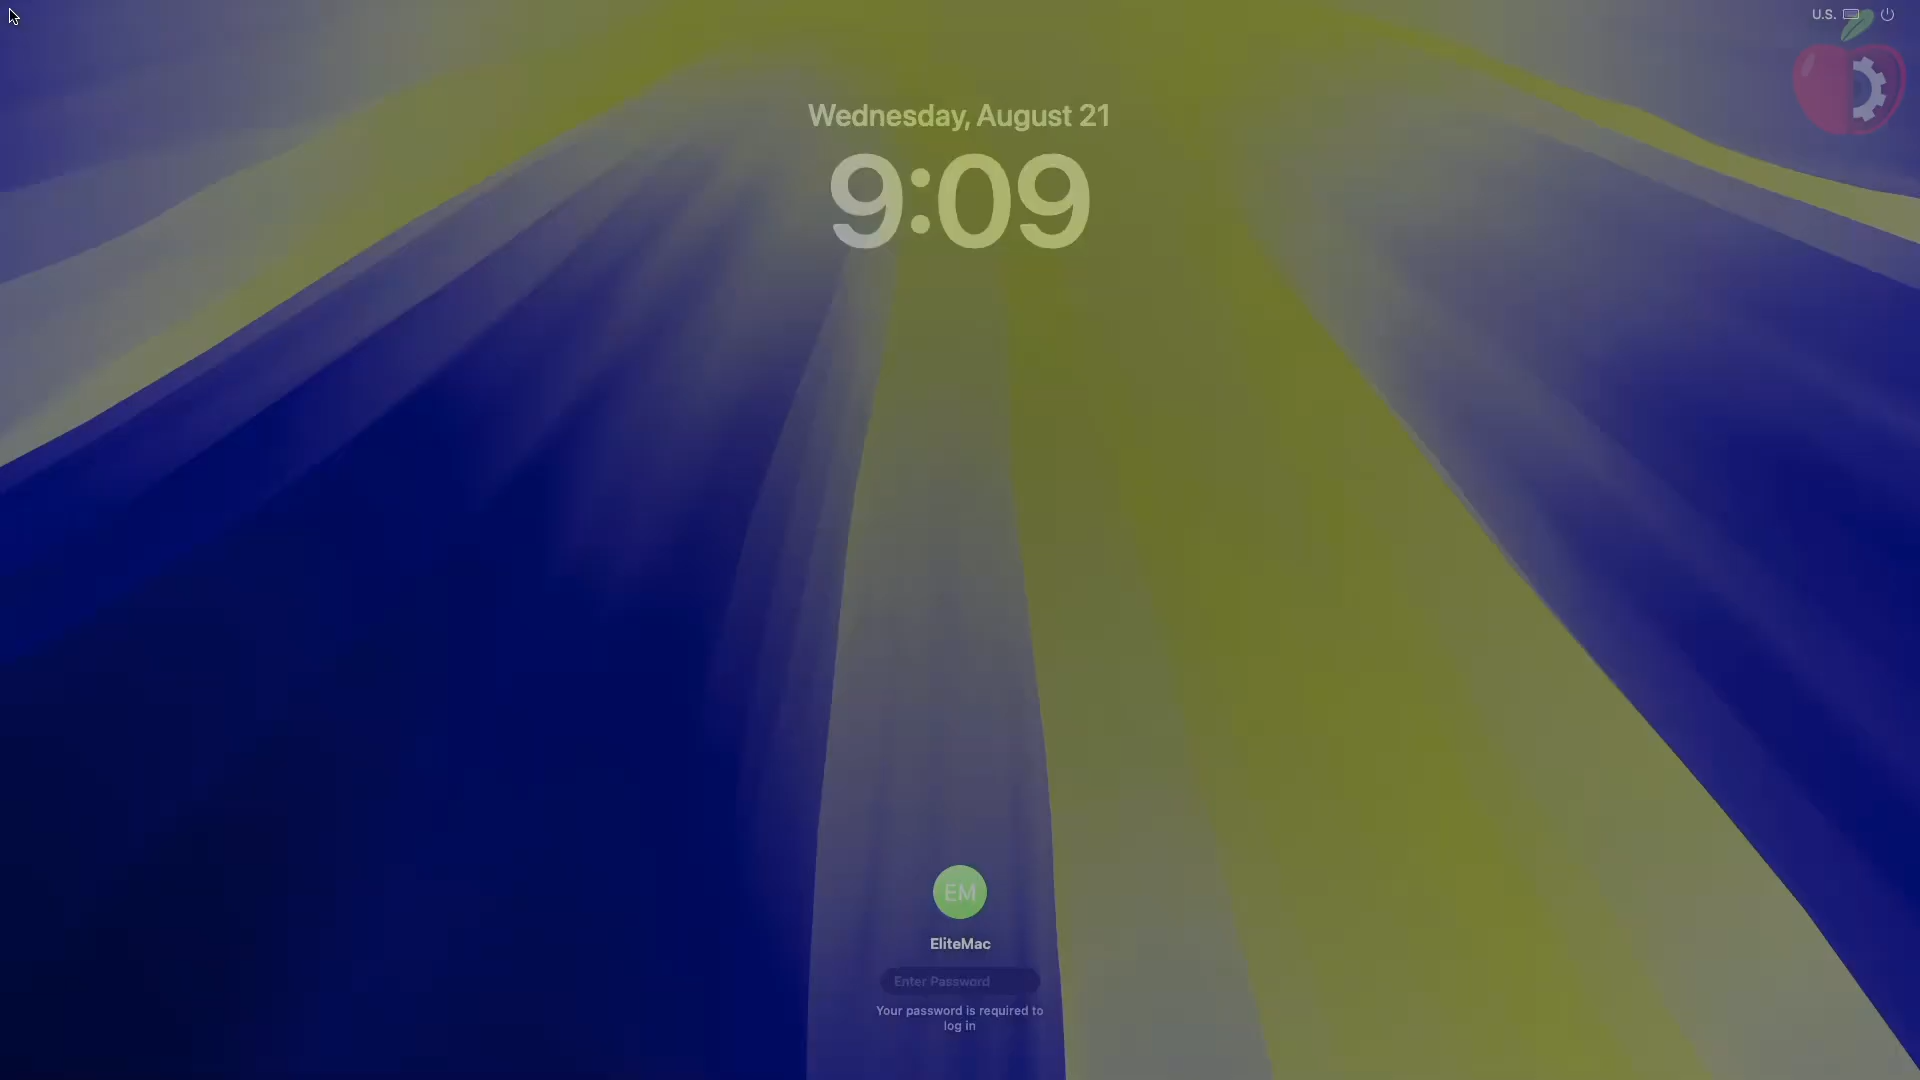 U.S.
Wednesday, August 21
9:09
EM
EliteMac
Enter Password
Your password is required to
log in